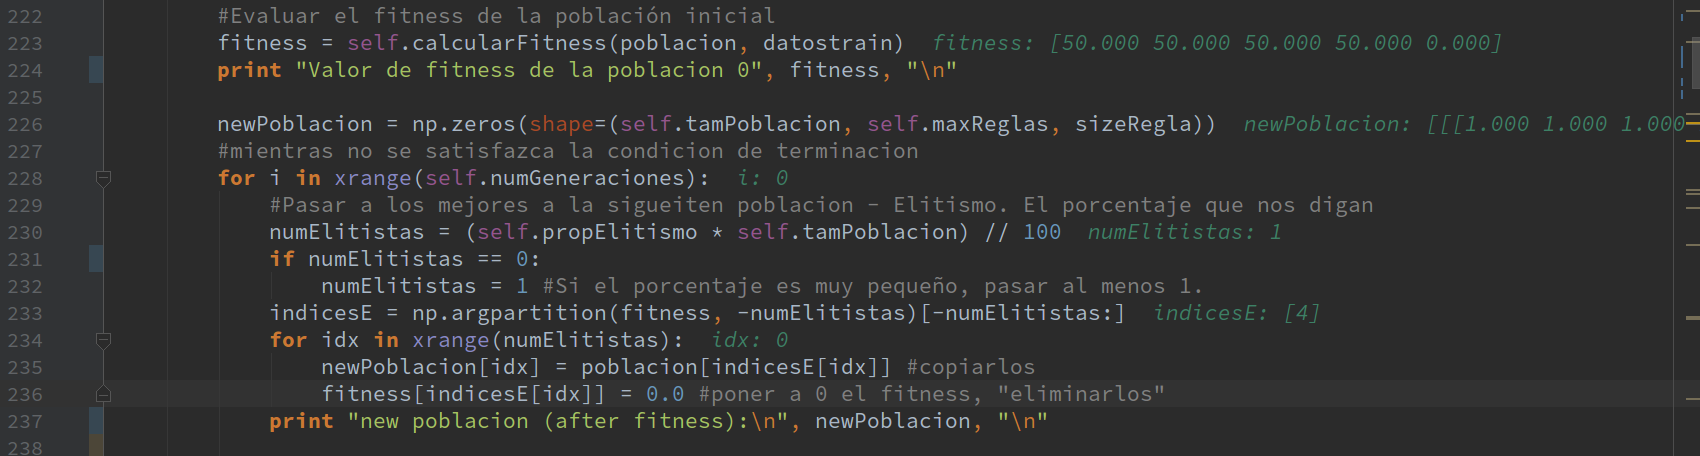 222 #Evaluar el fitness de la población inicial
223 fitness = self.calcularFitness(poblacion, datostrain) fitness: [50.000 50.000 50.000 50.000 0.000]
224 print "Valor de fitness de la poblacion 0", fitness, "\n"
225
226 newPoblacion = np.zeros(shape=(self.tamPoblacion, self.maxReglas, sizeRegla)) newPoblacion: [[[1.000 1.000 1.000
227 #mientras no se satisfazca la condicion de terminacion
228 for i in xrange(self.numGeneraciones): i: 0
229 #Pasar a los mejores a la sigueiten poblacion - Elitismo. El porcentaje que nos digan
230 numElitistas = (self.propElitismo * self.tamPoblacion) // 100 numElitistas: 1
231 if numElitistas == 0:
232 numElitistas = 1 #Si el porcentaje es muy pequeño, pasar al menos 1.
233 indicesE = np.argpartition(fitness, -numElitistas)[-numElitistas:] indicesE: [4]
234 for idx in xrange(numElitistas): idx: 0
235 newPoblacion[idx] = poblacion[indicesE[idx]] #copiarlos
236 fitness[indicesE[idx]] = 0.0 #poner a 0 el fitness, "eliminarlos"
237 print "new poblacion (after fitness):\n", newPoblacion, "\n"
238